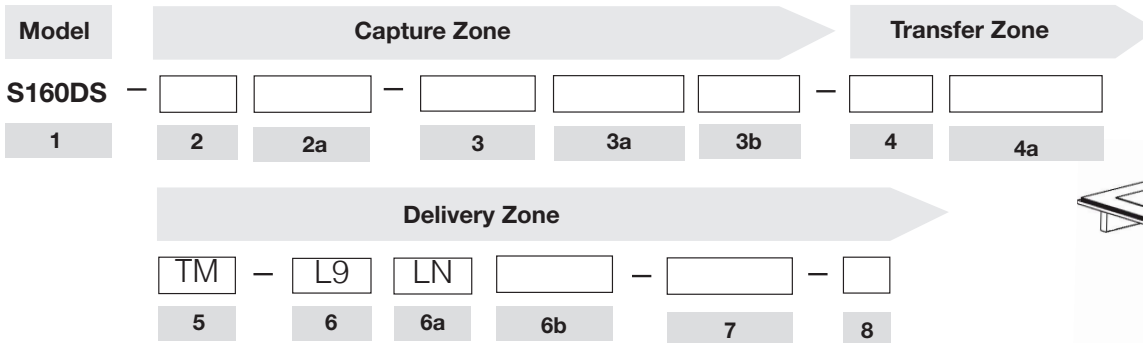 Model Capture Zone Transfer Zone
S160DS – – –
1 2 2a 3 3a 3b 4 4a
Delivery Zone
TM – L9 LN – –
5 6 6a 6b 7 8